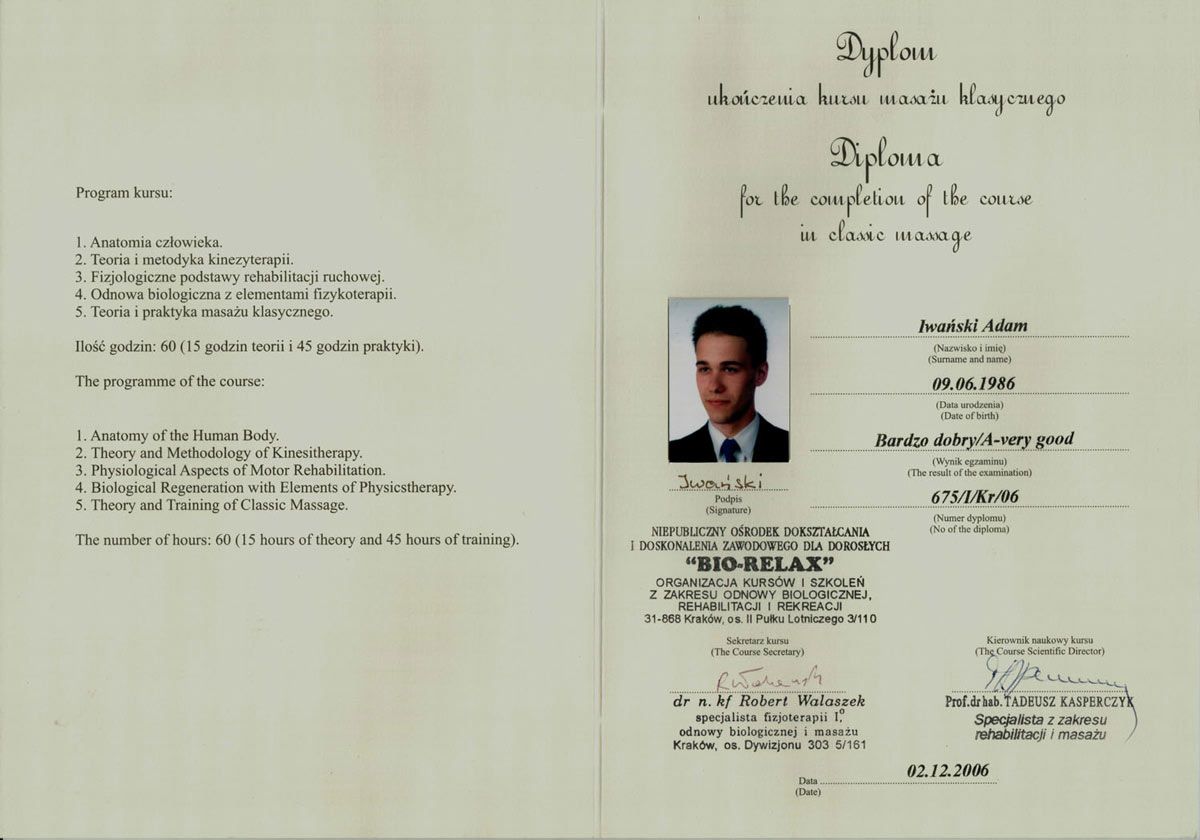 Program kursu:
1. Anatomia człowieka.
2. Teoria i metodyka kinezyterapii.
3. Fizjologiczne podstawy rehabilitacji ruchowej.
4. Odnowa biologiczna z elementami fizykoterapii.
5. Teoria i praktyka masażu klasycznego.
Ilość godzin: 60 (15 godzin teorii i 45 godzin praktyki).
The programme of the course:
1. Anatomy of the Human Body.
2. Theory and Methodology of Kinesitherapy.
3. Physiological Aspects of Motor Rehabilitation.
4. Biological Regeneration with Elements of Physicstherapy.
5. Theory and Training of Classic Massage.
The number of hours: 60 (15 hours of theory and 45 hours of training).
Dyplom
ukończenia kursu masażu klasycznego
Diploma
for the completion of the course
in classic massage
Iwański Adam
(Nazwisko i imię)
(Surname and name)
09.06.1986
(Data urodzenia)
(Date of birth)
Bardzo dobry/A-very good
(Wynik egzaminu)
(The result of the examination)
675/I/Kr/06
(Numer dyplomu)
(No of the diploma)
Iwański
Podpis
(Signature)
NIEPUBLICZNY OŚRODEK DOKSZTAŁCANIA
I DOSKONALENIA ZAWODOWEGO DLA DOROSŁYCH
"BIO-RELAX"
ORGANIZACJA KURSÓW I SZKOLEŃ
Z ZAKRESU ODNOWY BIOLOGICZNEJ,
REHABILITACJI I REKREACJI
31-868 Kraków, os. II Pułku Lotniczego 3/110
Sekretarz kursu
(The Course Secretary)
dr n. kf Robert Walaszek
specjalista fizjoterapii I,°
odnowy biologicznej i masażu
Kraków, os. Dywizjonu 303 5/161
Kierownik naukowy kursu
(The Course Scientific Director)
Prof.dr hab. TADEUSZ KASPERCZYK
Specjalista z zakresu
rehabilitacji i masażu
02.12.2006
Data
(Date)